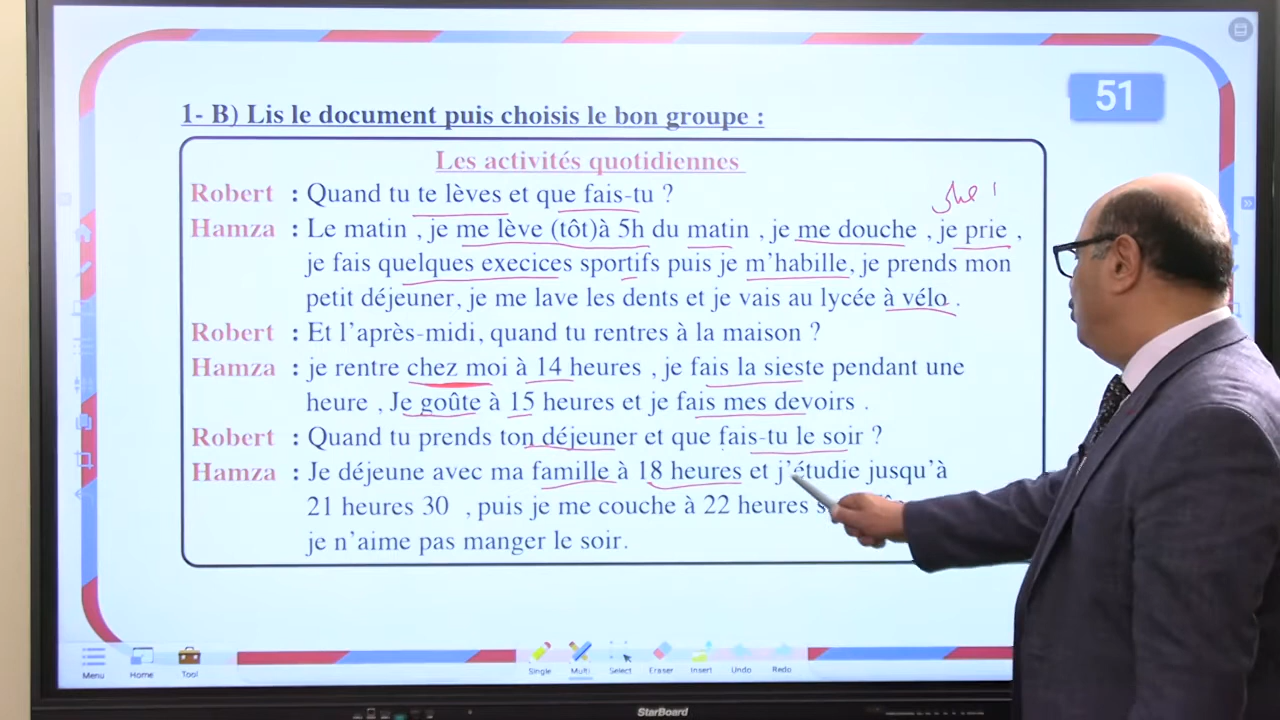 51
1- B) Lis le document puis choisis le bon groupe :
Les activités quotidiennes
Robert : Quand tu te lèves et que fais-tu ?
Hamza : Le matin , je me lève (tôt)à 5h du matin , je me douche , je prie ,
je fais quelques execices sportifs puis je m'habille, je prends mon
petit déjeuner, je me lave les dents et je vais au lycée à vélo .
Robert : Et l'après-midi, quand tu rentres à la maison ?
Hamza : je rentre chez moi à 14 heures , je fais la sieste pendant une
heure , Je goûte à 15 heures et je fais mes devoirs .
Robert : Quand tu prends ton déjeuner et que fais-tu le soir ?
Hamza : Je déjeune avec ma famille à 18 heures et j'étudie jusqu'à
21 heures 30 , puis je me couche à 22 heures
je n'aime pas manger le soir.
Menu Home Tool Single Multi Select Eraser Insert Undo Redo
StarBoard